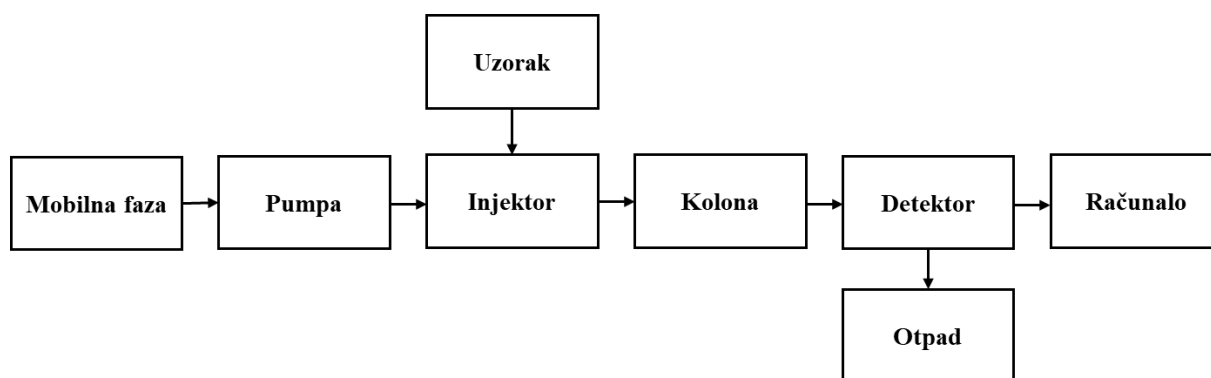 Uzorak
Mobilna faza
Pumpa
Injektor
Kolona
Detektor
Računalo
Otpad